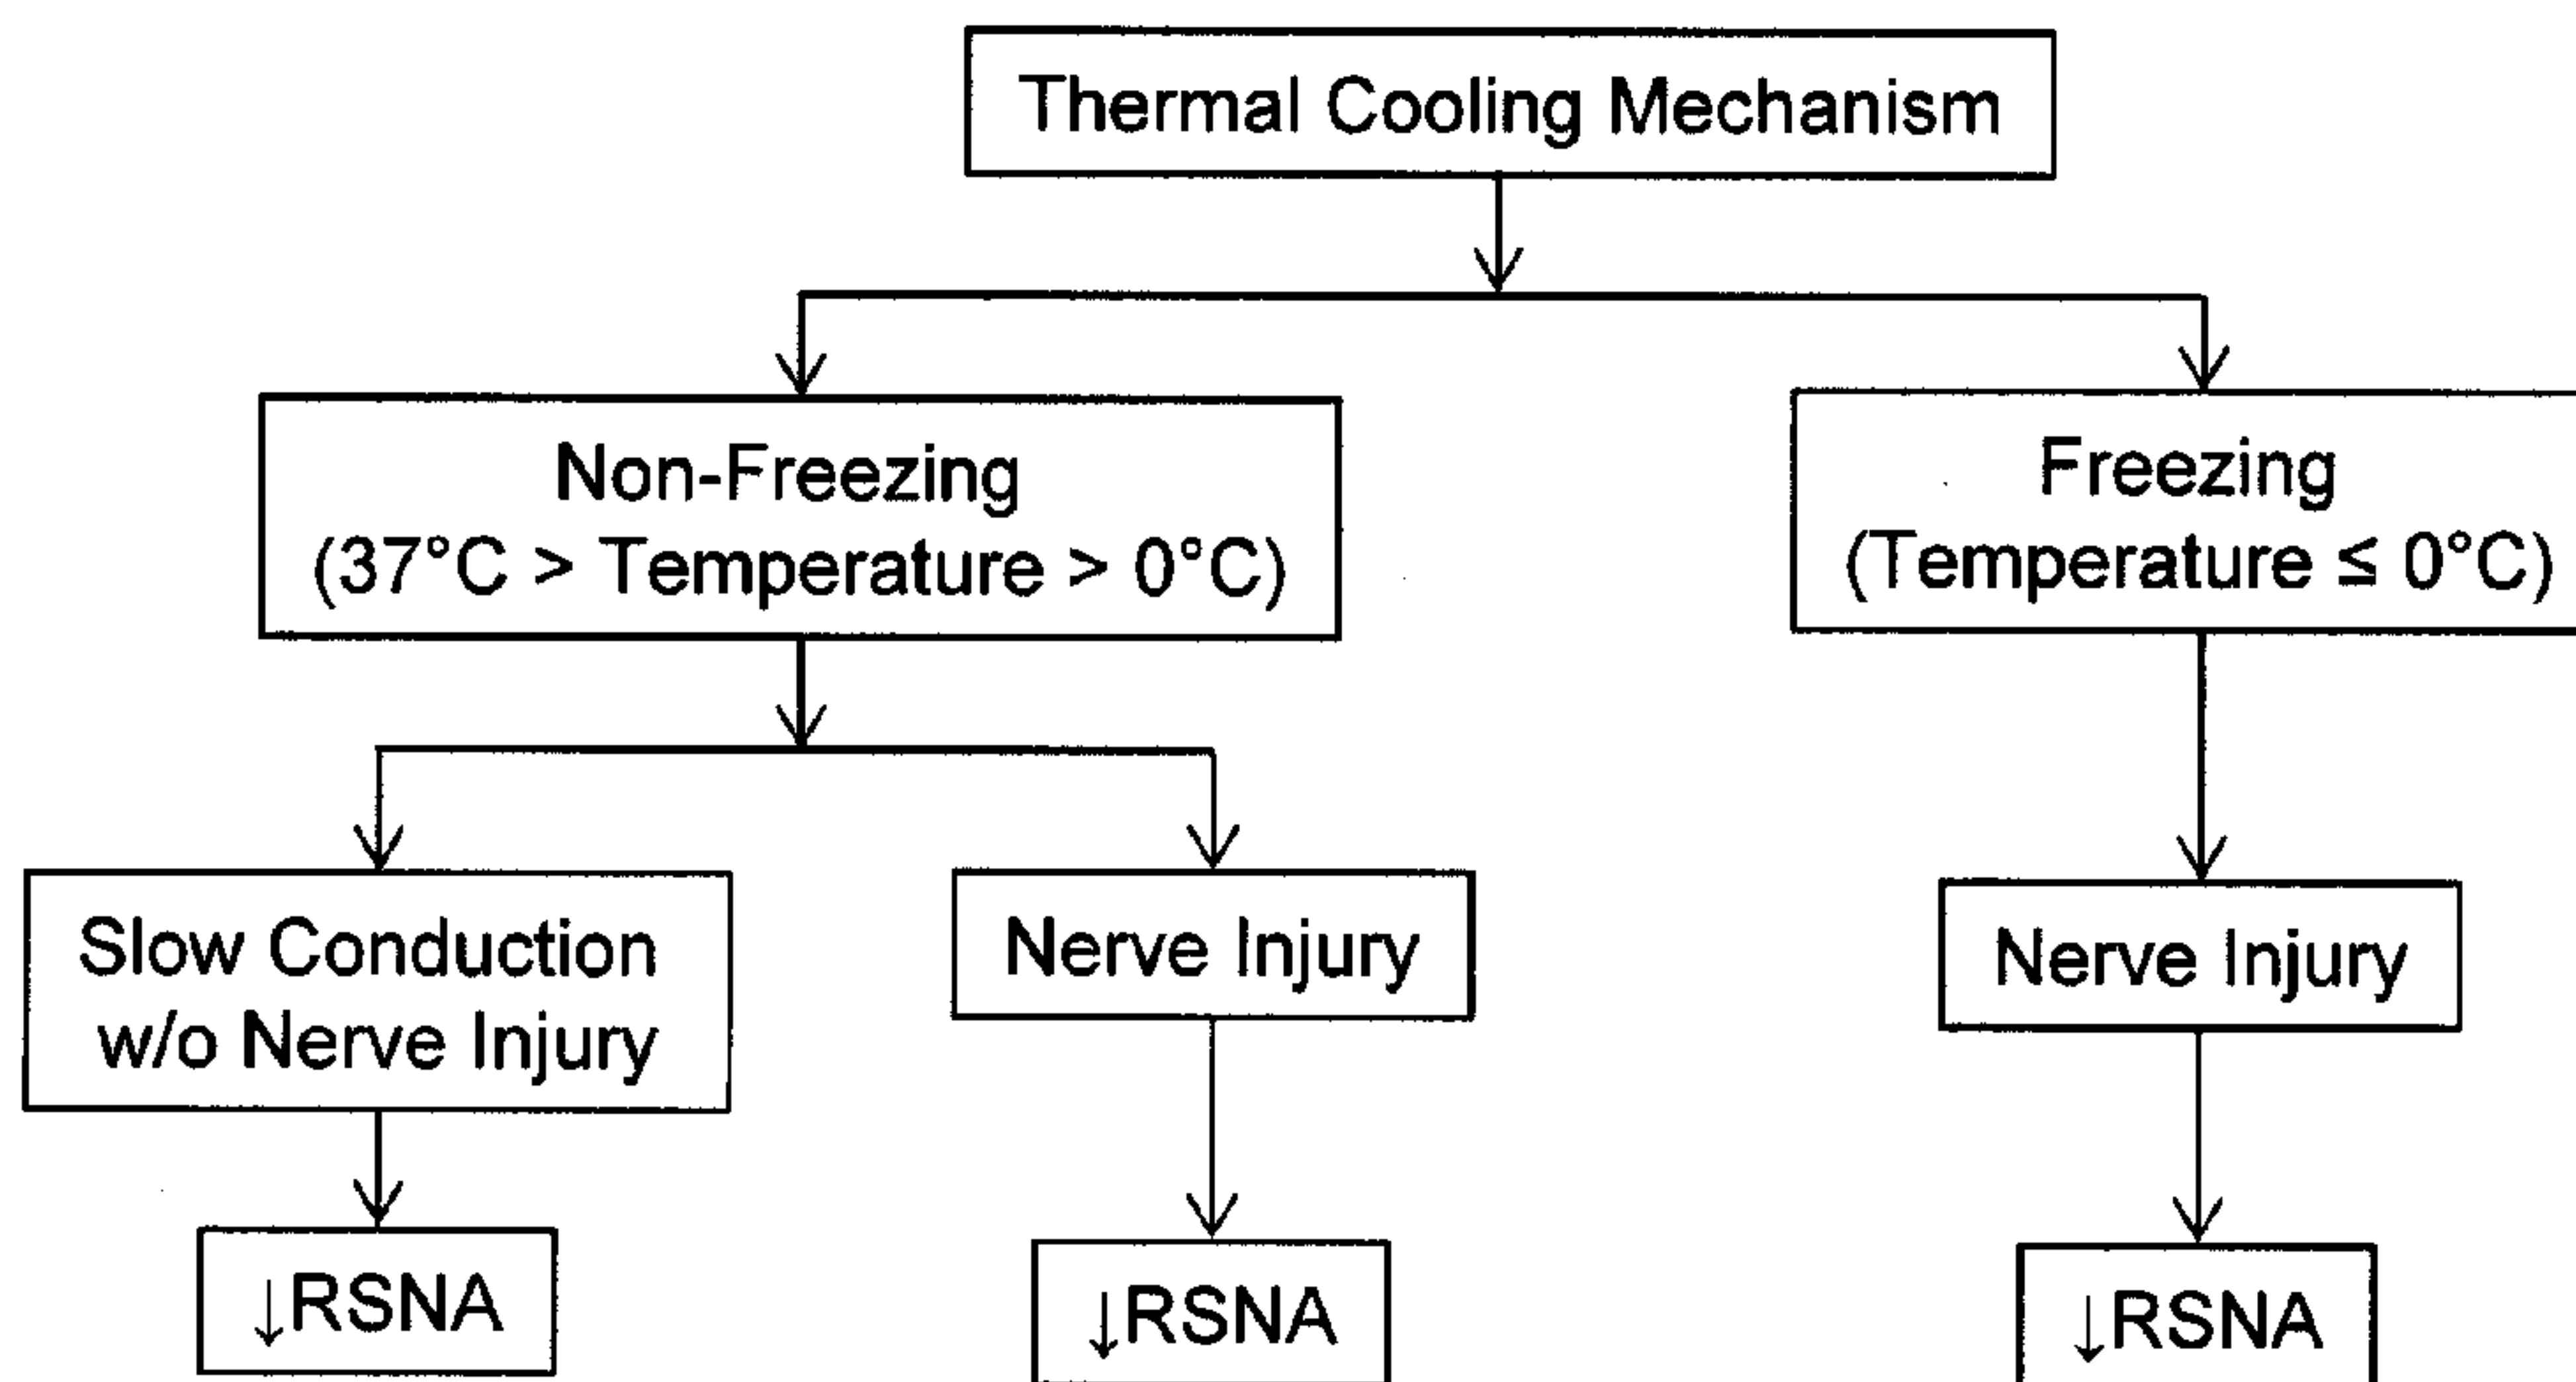 Thermal Cooling Mechanism
Non-Freezing
(37°C > Temperature > 0°C)
Freezing
(Temperature ≤ 0°C)
Slow Conduction
w/o Nerve Injury
Nerve Injury
Nerve Injury
↓RSNA
↓RSNA
↓RSNA